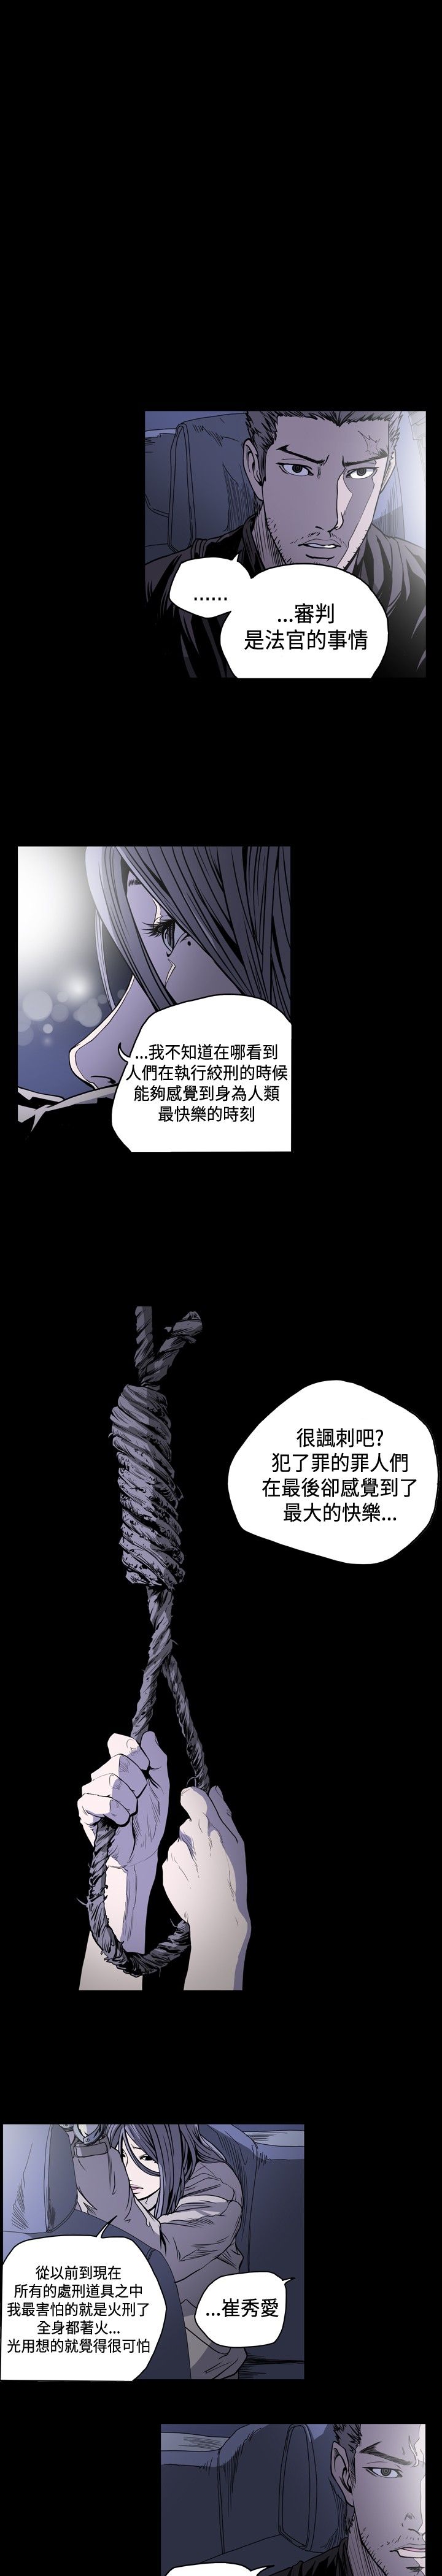 ......
...審判
是法官的事情
...我不知道在哪看到
人們在執行絞刑的時候
能夠感覺到身為人類
最快樂的時刻
很諷刺吧?
犯了罪的罪人們
在最後卻感覺到了
最大的快樂...
從以前到現在
所有的處刑道具之中
我最害怕的就是火刑了
全身都著火...
光用想的就覺得很可怕
...崔秀愛